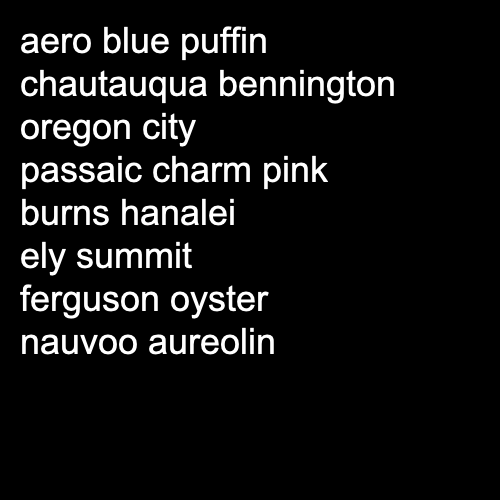 aero blue puffin
chautauqua bennington
oregon city
passaic charm pink
burns hanalei
ely summit
ferguson oyster
nauvoo aureolin